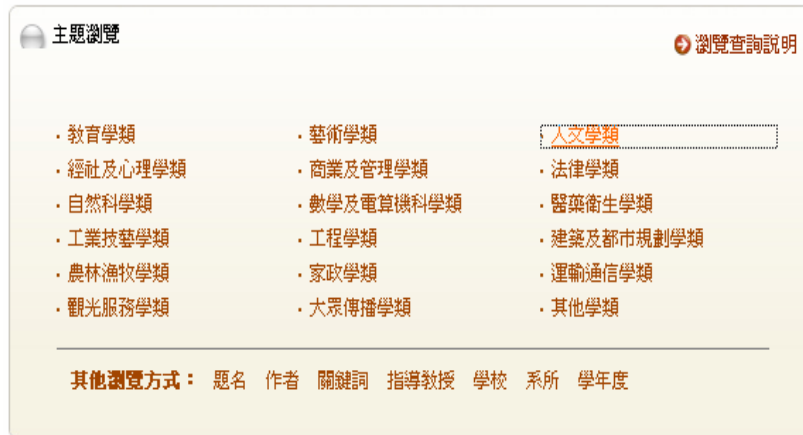 主題瀏覽
瀏覽查詢說明
· 教育學類 · 藝術學類 · 人文學類
· 經社及心理學類 · 商業及管理學類 · 法律學類
· 自然科學類 · 數學及電算機科學類 · 醫藥衛生學類
· 工業技藝學類 · 工程學類 · 建築及都市規劃學類
· 農林漁牧學類 · 家政學類 · 運輸通信學類
· 觀光服務學類 · 大眾傳播學類 · 其他學類
其他瀏覽方式： 題名 作者 關鍵詞 指導教授 學校 系所 學年度